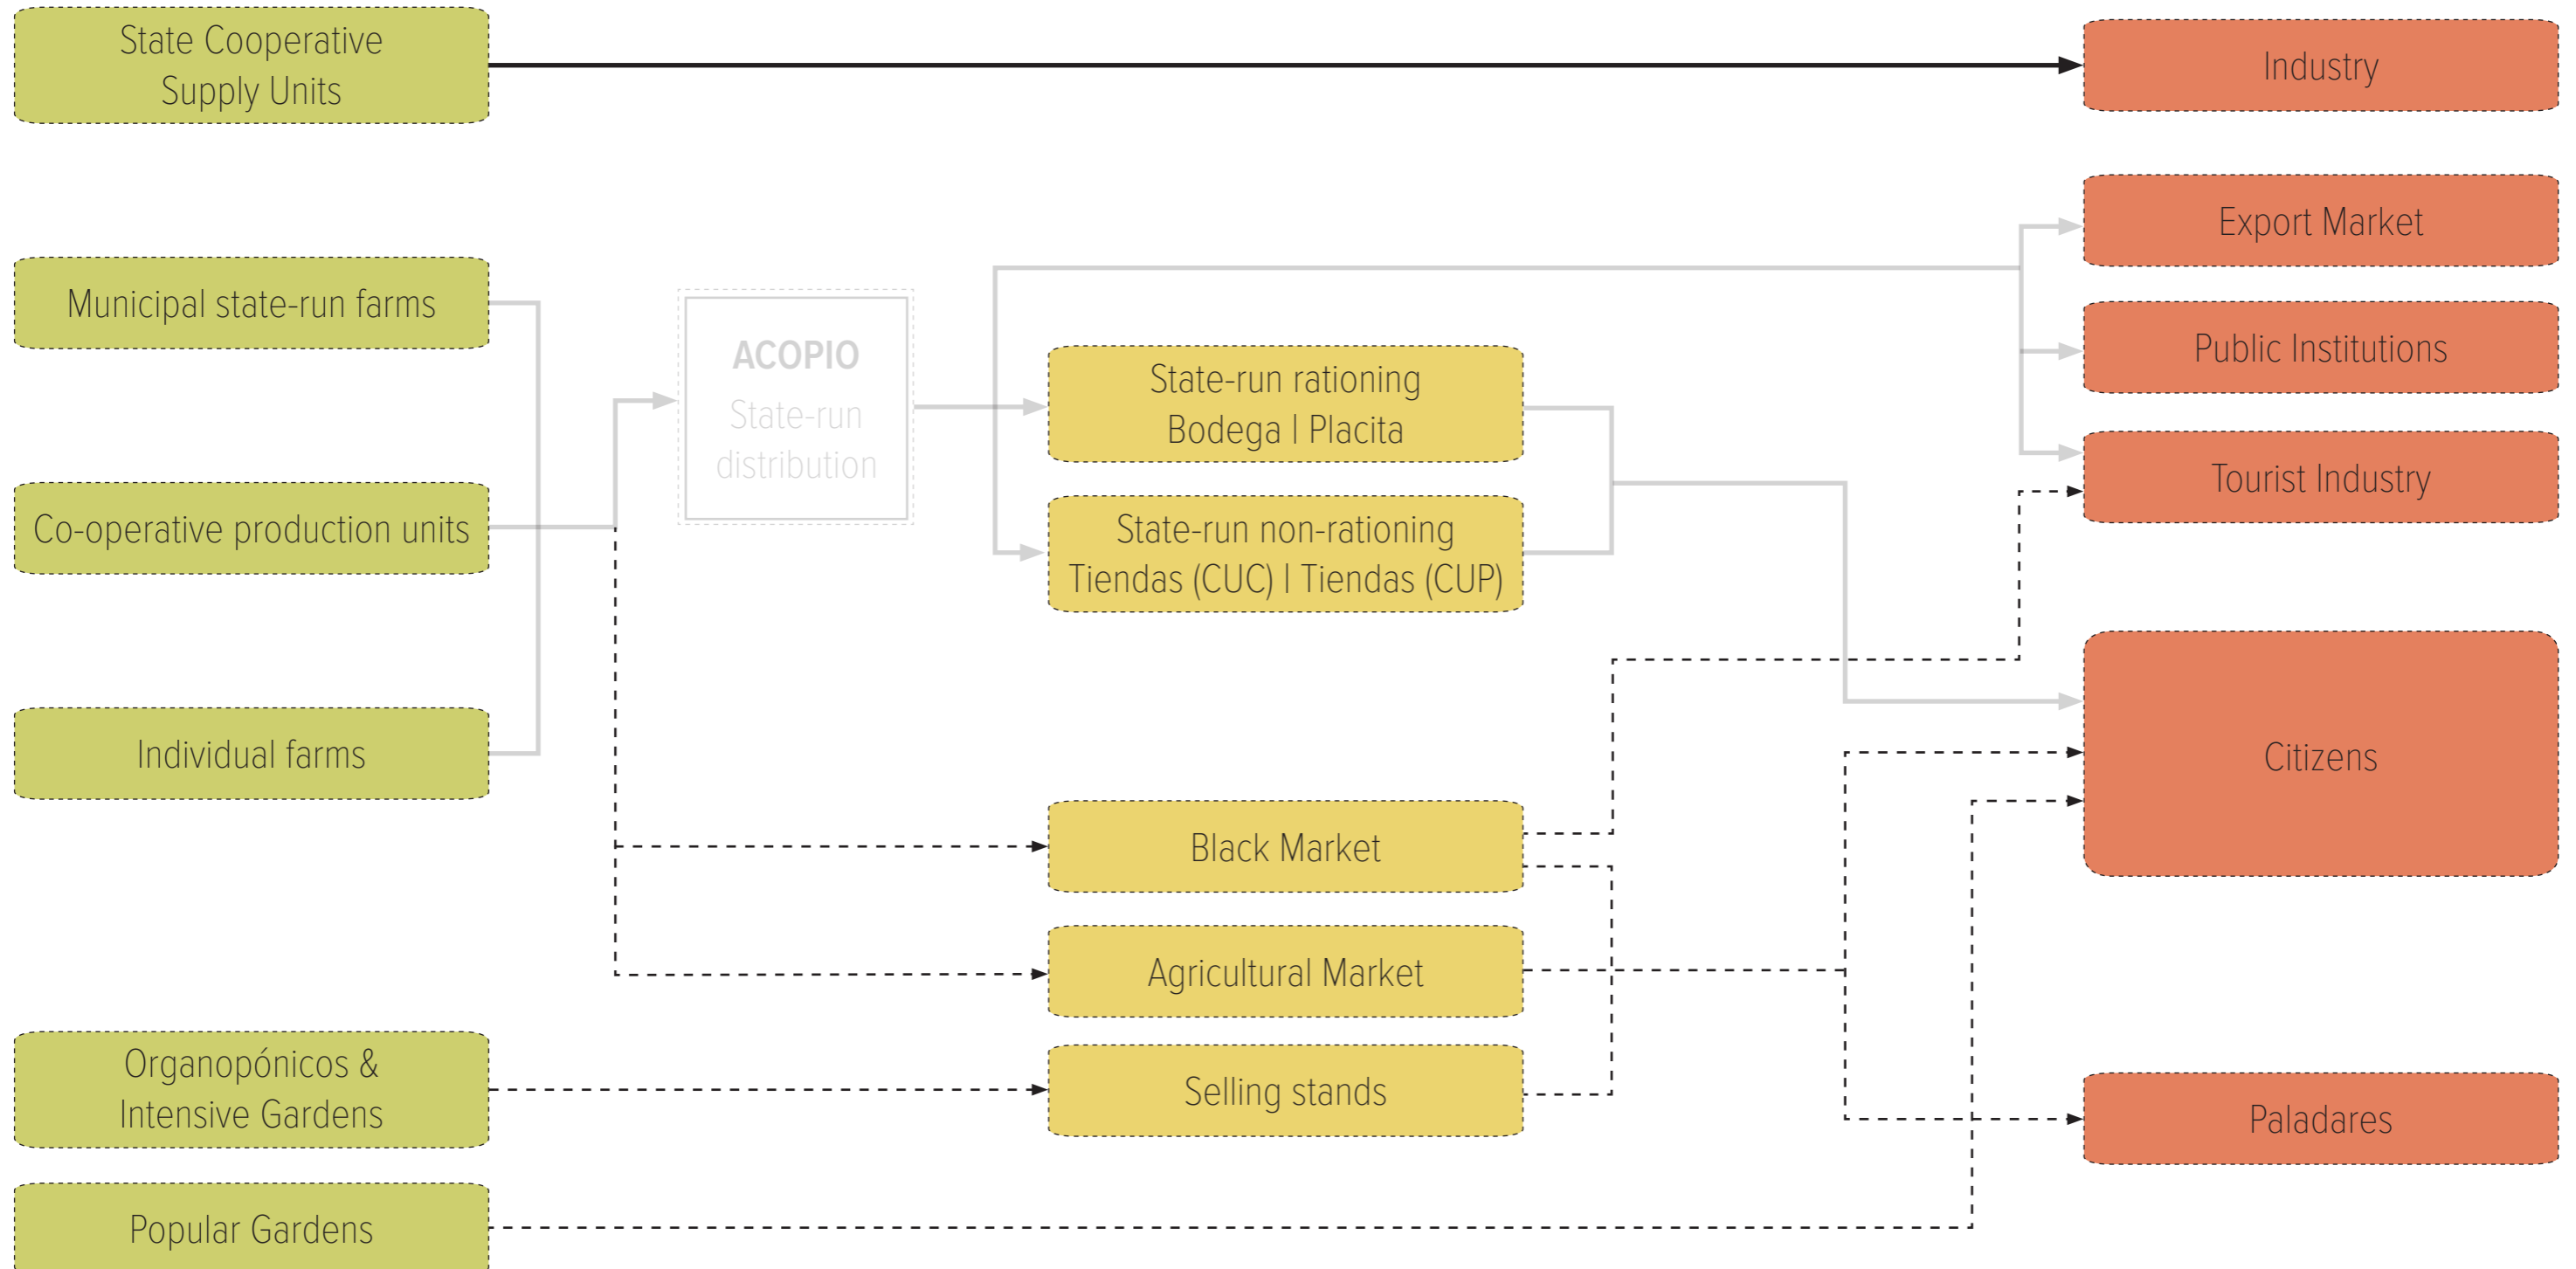 State Cooperative
Supply Units
Industry
Export Market
Municipal state-run farms
ACOPIO
State-run
distribution
State-run rationing
Bodega | Placita
Public Institutions
Tourist Industry
Co-operative production units
State-run non-rationing
Tiendas (CUC) | Tiendas (CUP)
Individual farms
Citizens
Black Market
Agricultural Market
Organopónicos &
Intensive Gardens
Selling stands
Paladares
Popular Gardens